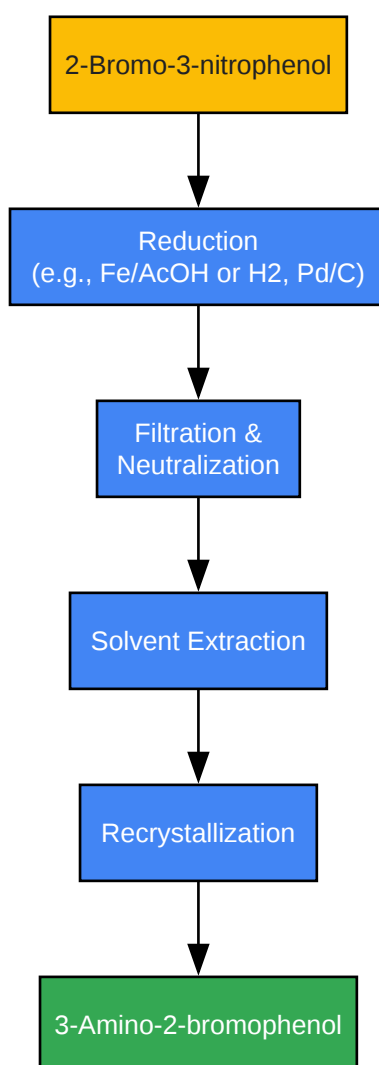 2-Bromo-3-nitrophenol
Reduction
(e.g., Fe/AcOH or H2, Pd/C)
Filtration &
Neutralization
Solvent Extraction
Recrystallization
3-Amino-2-bromophenol